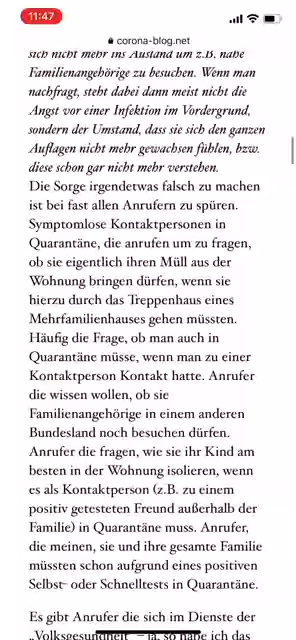 11:47
corona-blog.net
sich nicht mehr ins Ausland um z.B. nahe
Familienangehörige zu besuchen. Wenn man
nachfragt, steht dabei dann meist nicht die
Angst vor einer Infektion im Vordergrund,
sondern der Umstand, dass sie sich den ganzen
Auflagen nicht mehr gewachsen fühlen, bzw.
diese schon gar nicht mehr verstehen.
Die Sorge irgendetwas falsch zu machen
ist bei fast allen Anrufern zu spüren.
Symptomlose Kontaktpersonen in
Quarantäne, die anrufen um zu fragen,
ob sie eigentlich ihren Müll aus der
Wohnung bringen dürfen, wenn sie
hierzu durch das Treppenhaus eines
Mehrfamilienhauses gehen müssten.
Häufig die Frage, ob man auch in
Quarantäne müsse, wenn man zu einer
Kontaktperson Kontakt hatte. Anrufer
die wissen wollen, ob sie
Familienangehörige in einem anderen
Bundesland noch besuchen dürfen.
Anrufer die fragen, wie sie ihr Kind am
besten in der Wohnung isolieren, wenn
es als Kontaktperson (z.B. zu einem
positiv getesteten Freund außerhalb der
Familie) in Quarantäne muss. Anrufer,
die meinen, sie und ihre gesamte Familie
müssten schon aufgrund eines positiven
Selbst- oder Schnelltests in Quarantäne.
Es gibt Anrufer die sich im Dienste der
„Volksgesundheit" – ja, so habe ich das